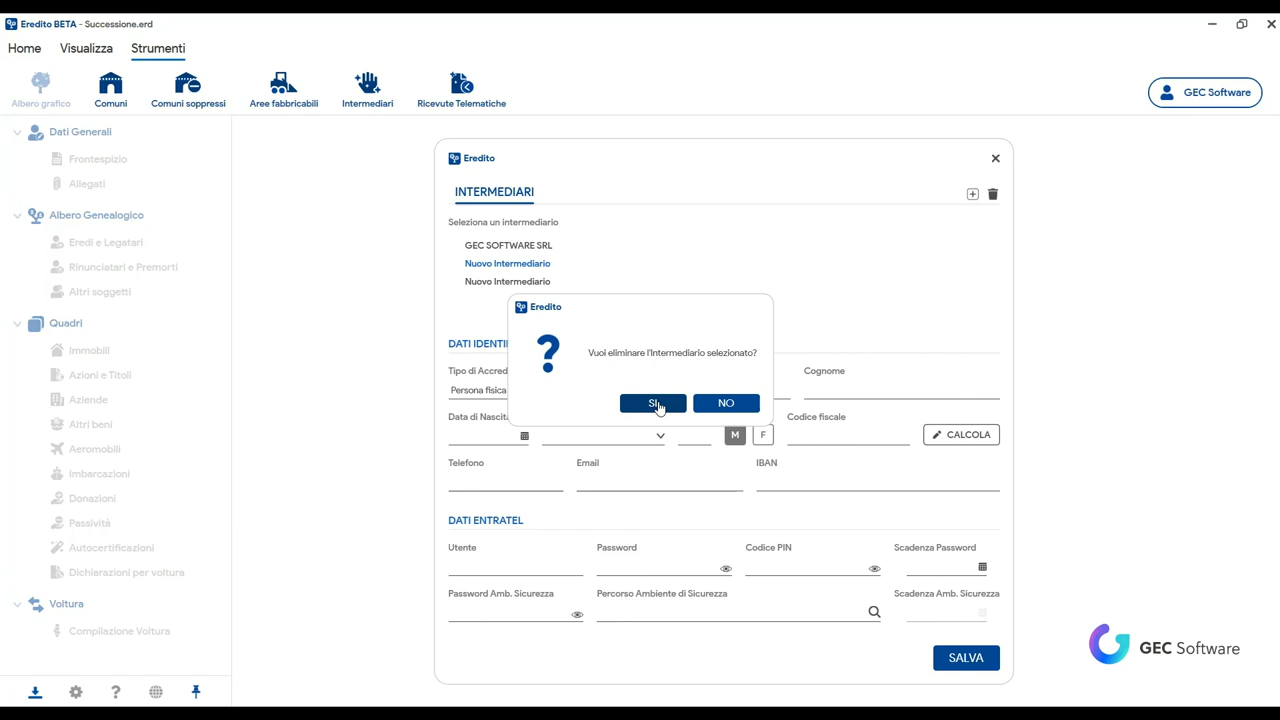 Eredito BETA - Successione.erd
Home Visualizza Strumenti
Albero grafico Comuni Comuni soppressi Aree fabbricabili Intermediari Ricevute Telematiche
GEC Software
Dati Generali
Frontespizio
Allegati
Albero Genealogico
Eredi e Legatari
Rinunciatari e Premorti
Altri soggetti
Quadri
Immobili
Azioni e Titoli
Aziende
Altri beni
Aeromobili
Imbarcazioni
Donazioni
Passività
Autocertificazioni
Dichiarazioni per voltura
Voltura
Compilazione Voltura
Eredito
INTERMEDIARI
Seleziona un intermediario
GEC SOFTWARE SRL
Nuovo Intermediario
Nuovo Intermediario
Eredito
Vuoi eliminare l'Intermediario selezionato?
SI NO
DATI IDENTI
Tipo di Accred Cognome
Persona fisica
Data di Nascita Codice fiscale
M F CALCOLA
Telefono Email IBAN
DATI ENTRATEL
Utente Password Codice PIN Scadenza Password
Password Amb. Sicurezza Percorso Ambiente di Sicurezza Scadenza Amb. Sicurezza
SALVA
GEC Software